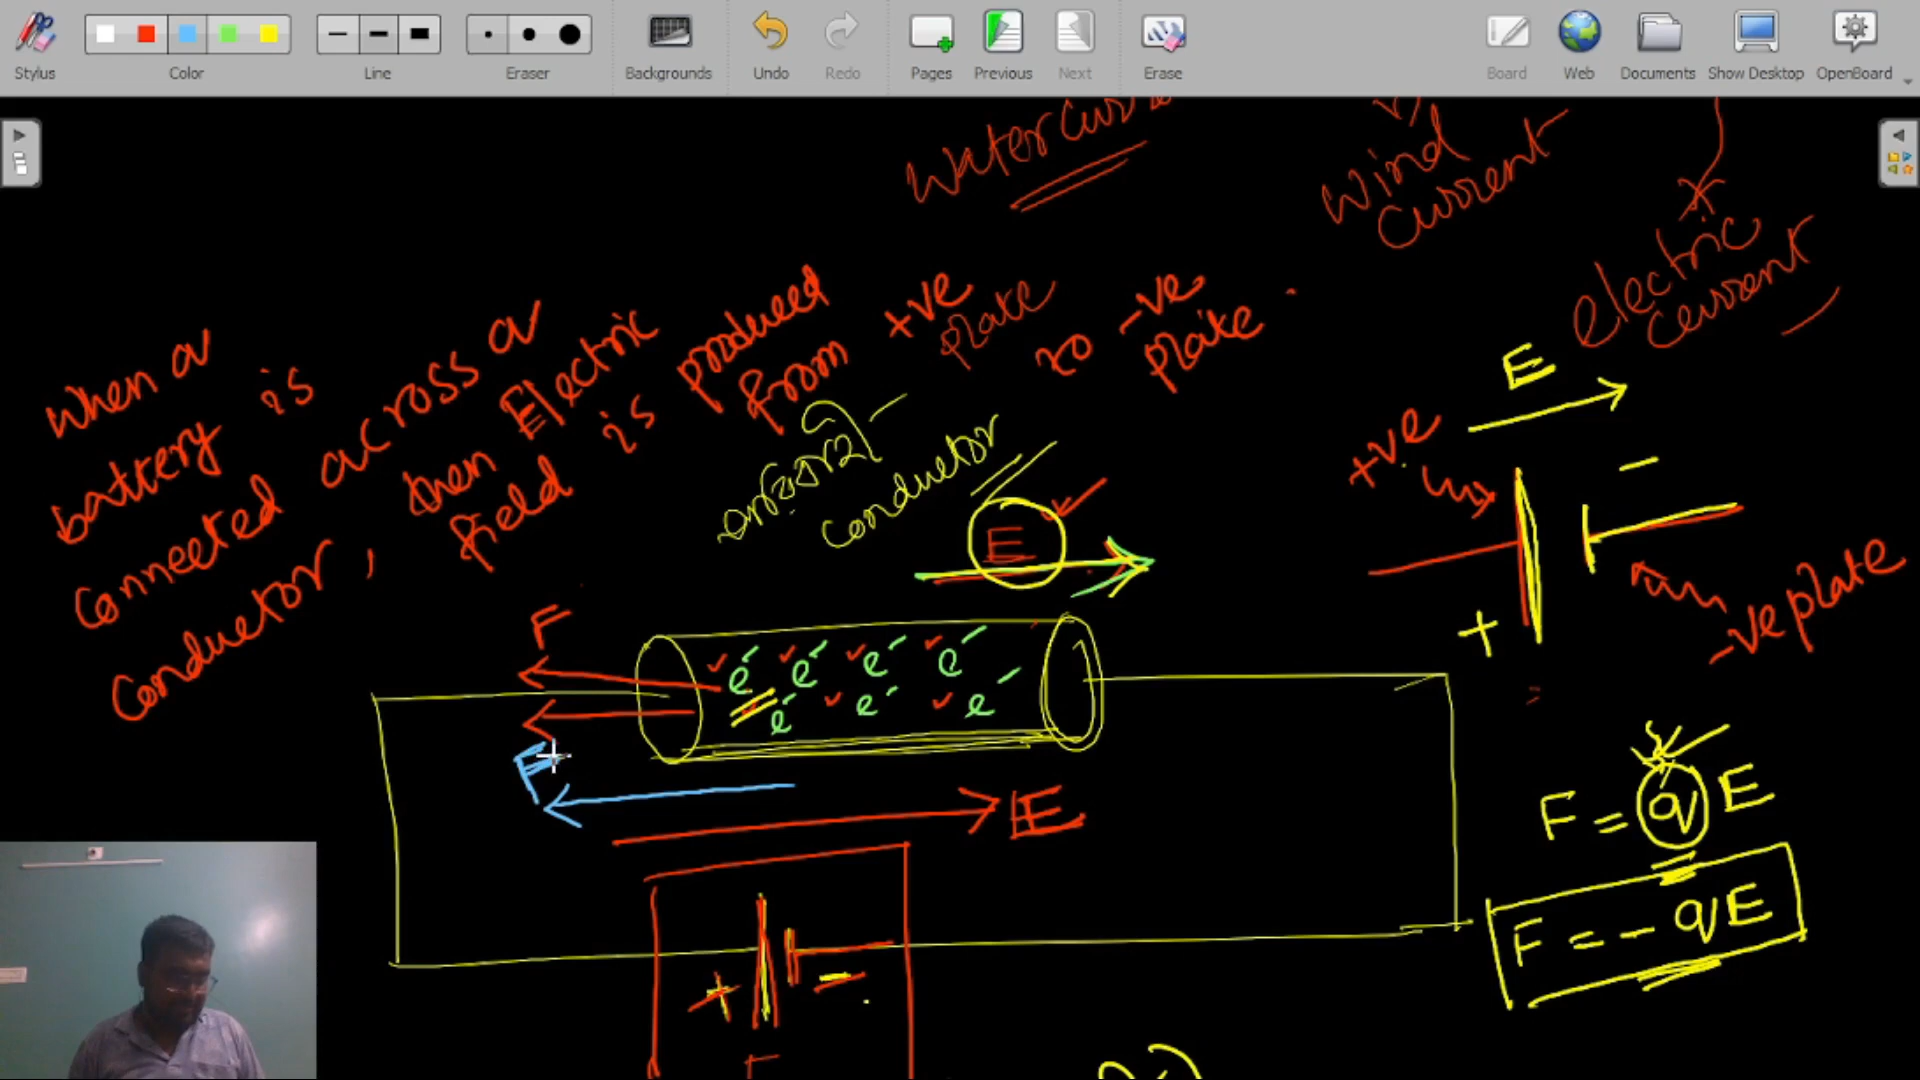 Stylus
Color
Line
Eraser
Backgrounds
Undo
Redo
Pages
Previous
Next
Erase
Board
Web
Documents
Show Desktop
OpenBoard
Water
Wind
Current
electric
current
When a
battery is
connected across a
conductor, then Electric
field is produced
from +ve
plate
to -ve
plate.
conductor
E
E
+ve
-
+
-ve plate
F
e- e- e- e-
e- e- e-
F
E
F = qE
F = - qE
+ -